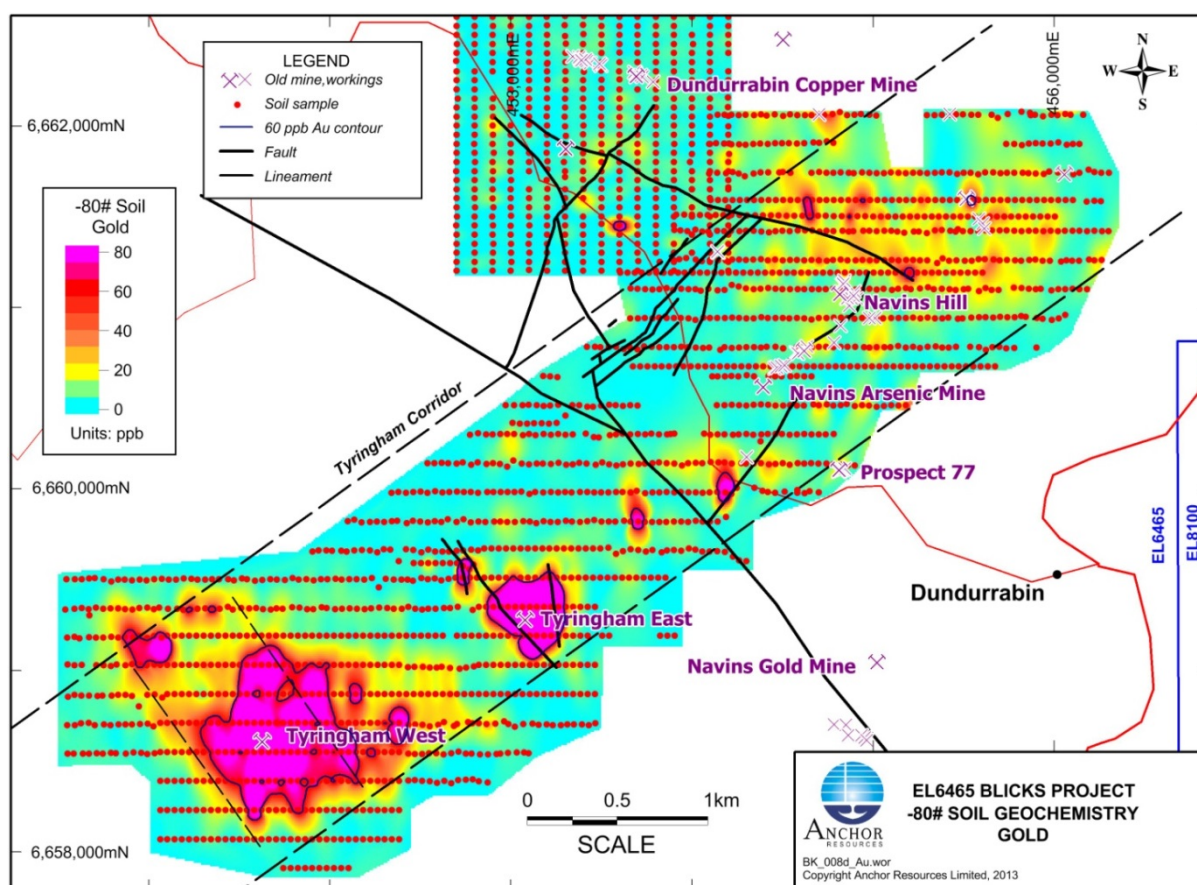 LEGEND
Old mine,workings
Soil sample
60 ppb Au contour
Fault
Lineament
453,000mE
456,000mE
N
W E
S
Dundurrabin Copper Mine
6,662,000mN
-80# Soil
Gold
80
60
40
20
0
Units: ppb
Navins Hill
Tyringham Corridor
Navins Arsenic Mine
Prospect 77
6,660,000mN
EL6465
EL8100
Dundurrabin
Tyringham East
Navins Gold Mine
Tyringham West
0 0.5 1km
SCALE
6,658,000mN
ANCHOR
RESOURCES
EL6465 BLICKS PROJECT
-80# SOIL GEOCHEMISTRY
GOLD
BK_008d_Au.wor
Copyright Anchor Resources Limited, 2013